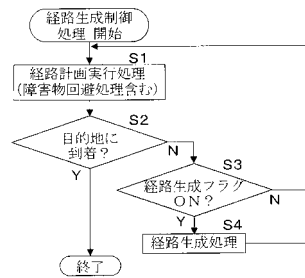 経路生成制御
処理 開始
S1
経路計画実行処理
(障害物回避処理含む)
S2
目的地に
到着?
N
Y
S3
経路生成フラグ
ON?
N
Y
S4
経路生成処理
終了